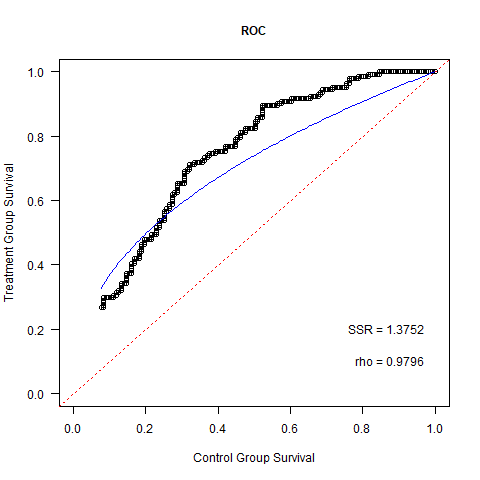 ROC
Treatment Group Survival
1.0
0.8
0.6
0.4
0.2
0.0
SSR = 1.3752
rho = 0.9796
0.0 0.2 0.4 0.6 0.8 1.0
Control Group Survival